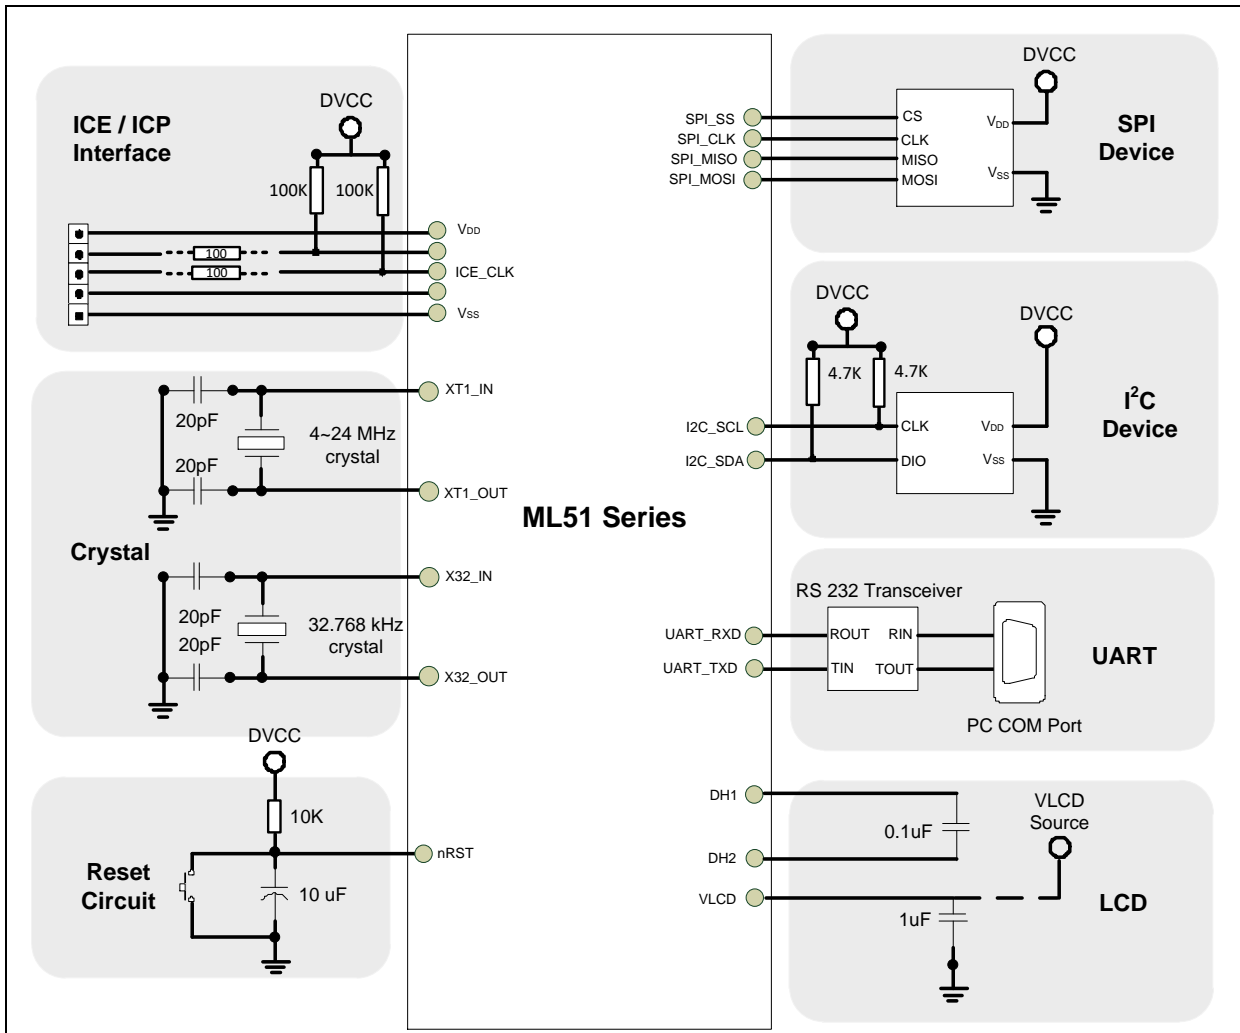 ICE / ICP
Interface
DVCC
100K
100K
100
100
VDD
ICE_CLK
VSS
20pF
20pF
4~24 MHz
crystal
XT1_IN
XT1_OUT
Crystal
20pF
20pF
32.768 kHz
crystal
X32_IN
X32_OUT
DVCC
10K
nRST
Reset
Circuit
10 uF
ML51 Series
SPI_SS
SPI_CLK
SPI_MISO
SPI_MOSI
CS
CLK
MISO
MOSI
VDD
VSS
DVCC
SPI
Device
DVCC
4.7K
4.7K
I2C_SCL
I2C_SDA
CLK
DIO
VDD
VSS
DVCC
I²C
Device
RS 232 Transceiver
UART_RXD
UART_TXD
ROUT
RIN
TIN
TOUT
UART
PC COM Port
DH1
DH2
VLCD
0.1uF
1uF
VLCD
Source
LCD